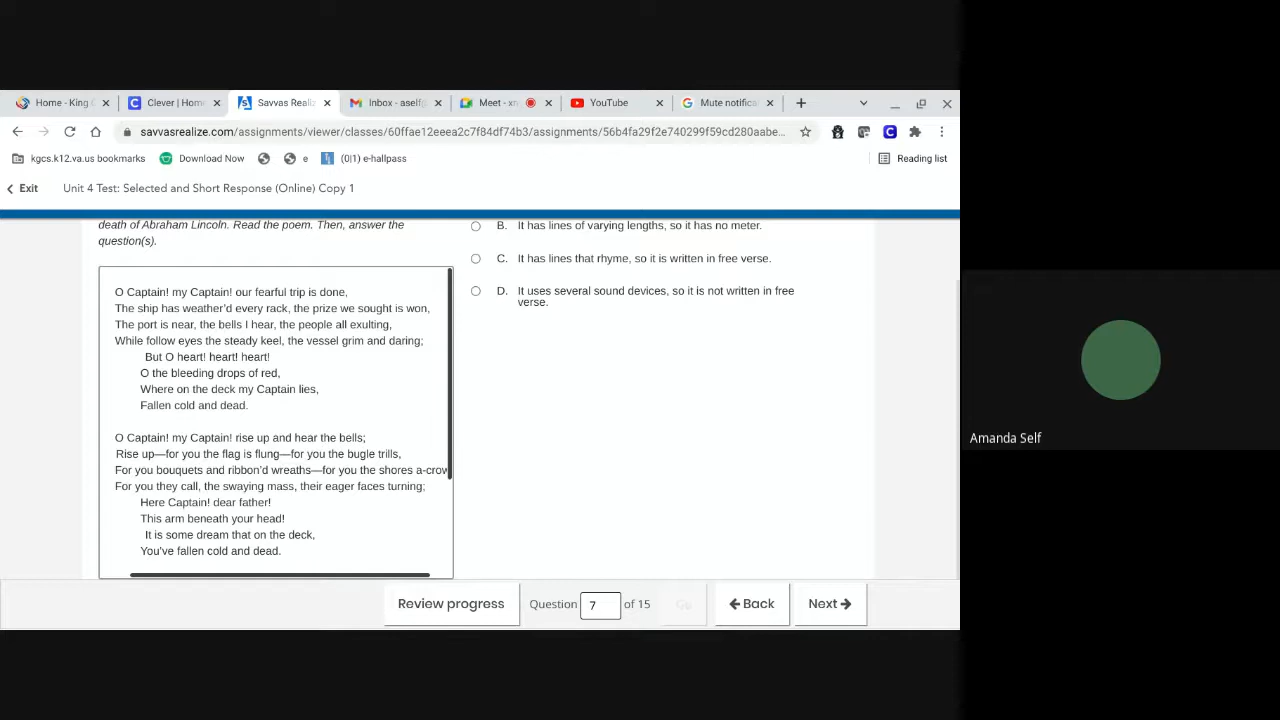 Home - King
Clever | Hom
Savvas Realiz
Inbox - aself
Meet - xn
YouTube
Mute notifica
savvasrealize.com/assignments/viewer/classes/60ffae12eeea2c7f84df74b3/assignments/56b4fa29f2e740299f59cd280aabe...
kgcs.k12.va.us bookmarks
Download Now
e
(0|1) e-hallpass
Reading list
Exit
Unit 4 Test: Selected and Short Response (Online) Copy 1
death of Abraham Lincoln. Read the poem. Then, answer the
question(s).
O Captain! my Captain! our fearful trip is done,
The ship has weather'd every rack, the prize we sought is won,
The port is near, the bells I hear, the people all exulting,
While follow eyes the steady keel, the vessel grim and daring;
But O heart! heart! heart!
O the bleeding drops of red,
Where on the deck my Captain lies,
Fallen cold and dead.
O Captain! my Captain! rise up and hear the bells;
Rise up—for you the flag is flung—for you the bugle trills,
For you bouquets and ribbon'd wreaths—for you the shores a-crow
For you they call, the swaying mass, their eager faces turning;
Here Captain! dear father!
This arm beneath your head!
It is some dream that on the deck,
You've fallen cold and dead.
B. It has lines of varying lengths, so it has no meter.
C. It has lines that rhyme, so it is written in free verse.
D. It uses several sound devices, so it is not written in free
verse.
Review progress
Question 7 of 15
Go
Back
Next
Amanda Self